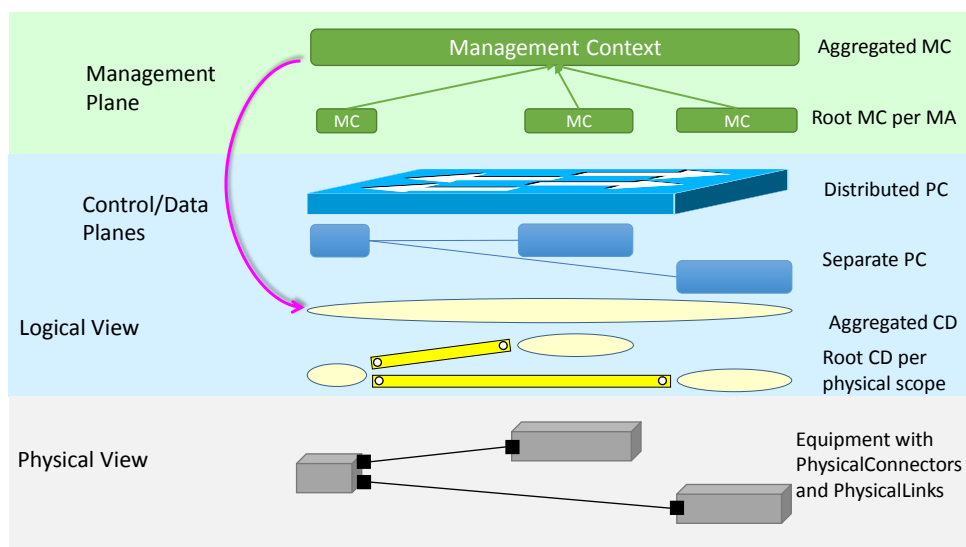 Management Context
Aggregated MC
Management
Plane
MC
MC
MC
Root MC per MA
Distributed PC
Control/Data
Planes
Separate PC
Logical View
Aggregated CD
Root CD per
physical scope
Physical View
Equipment with
PhysicalConnectors
and PhysicalLinks